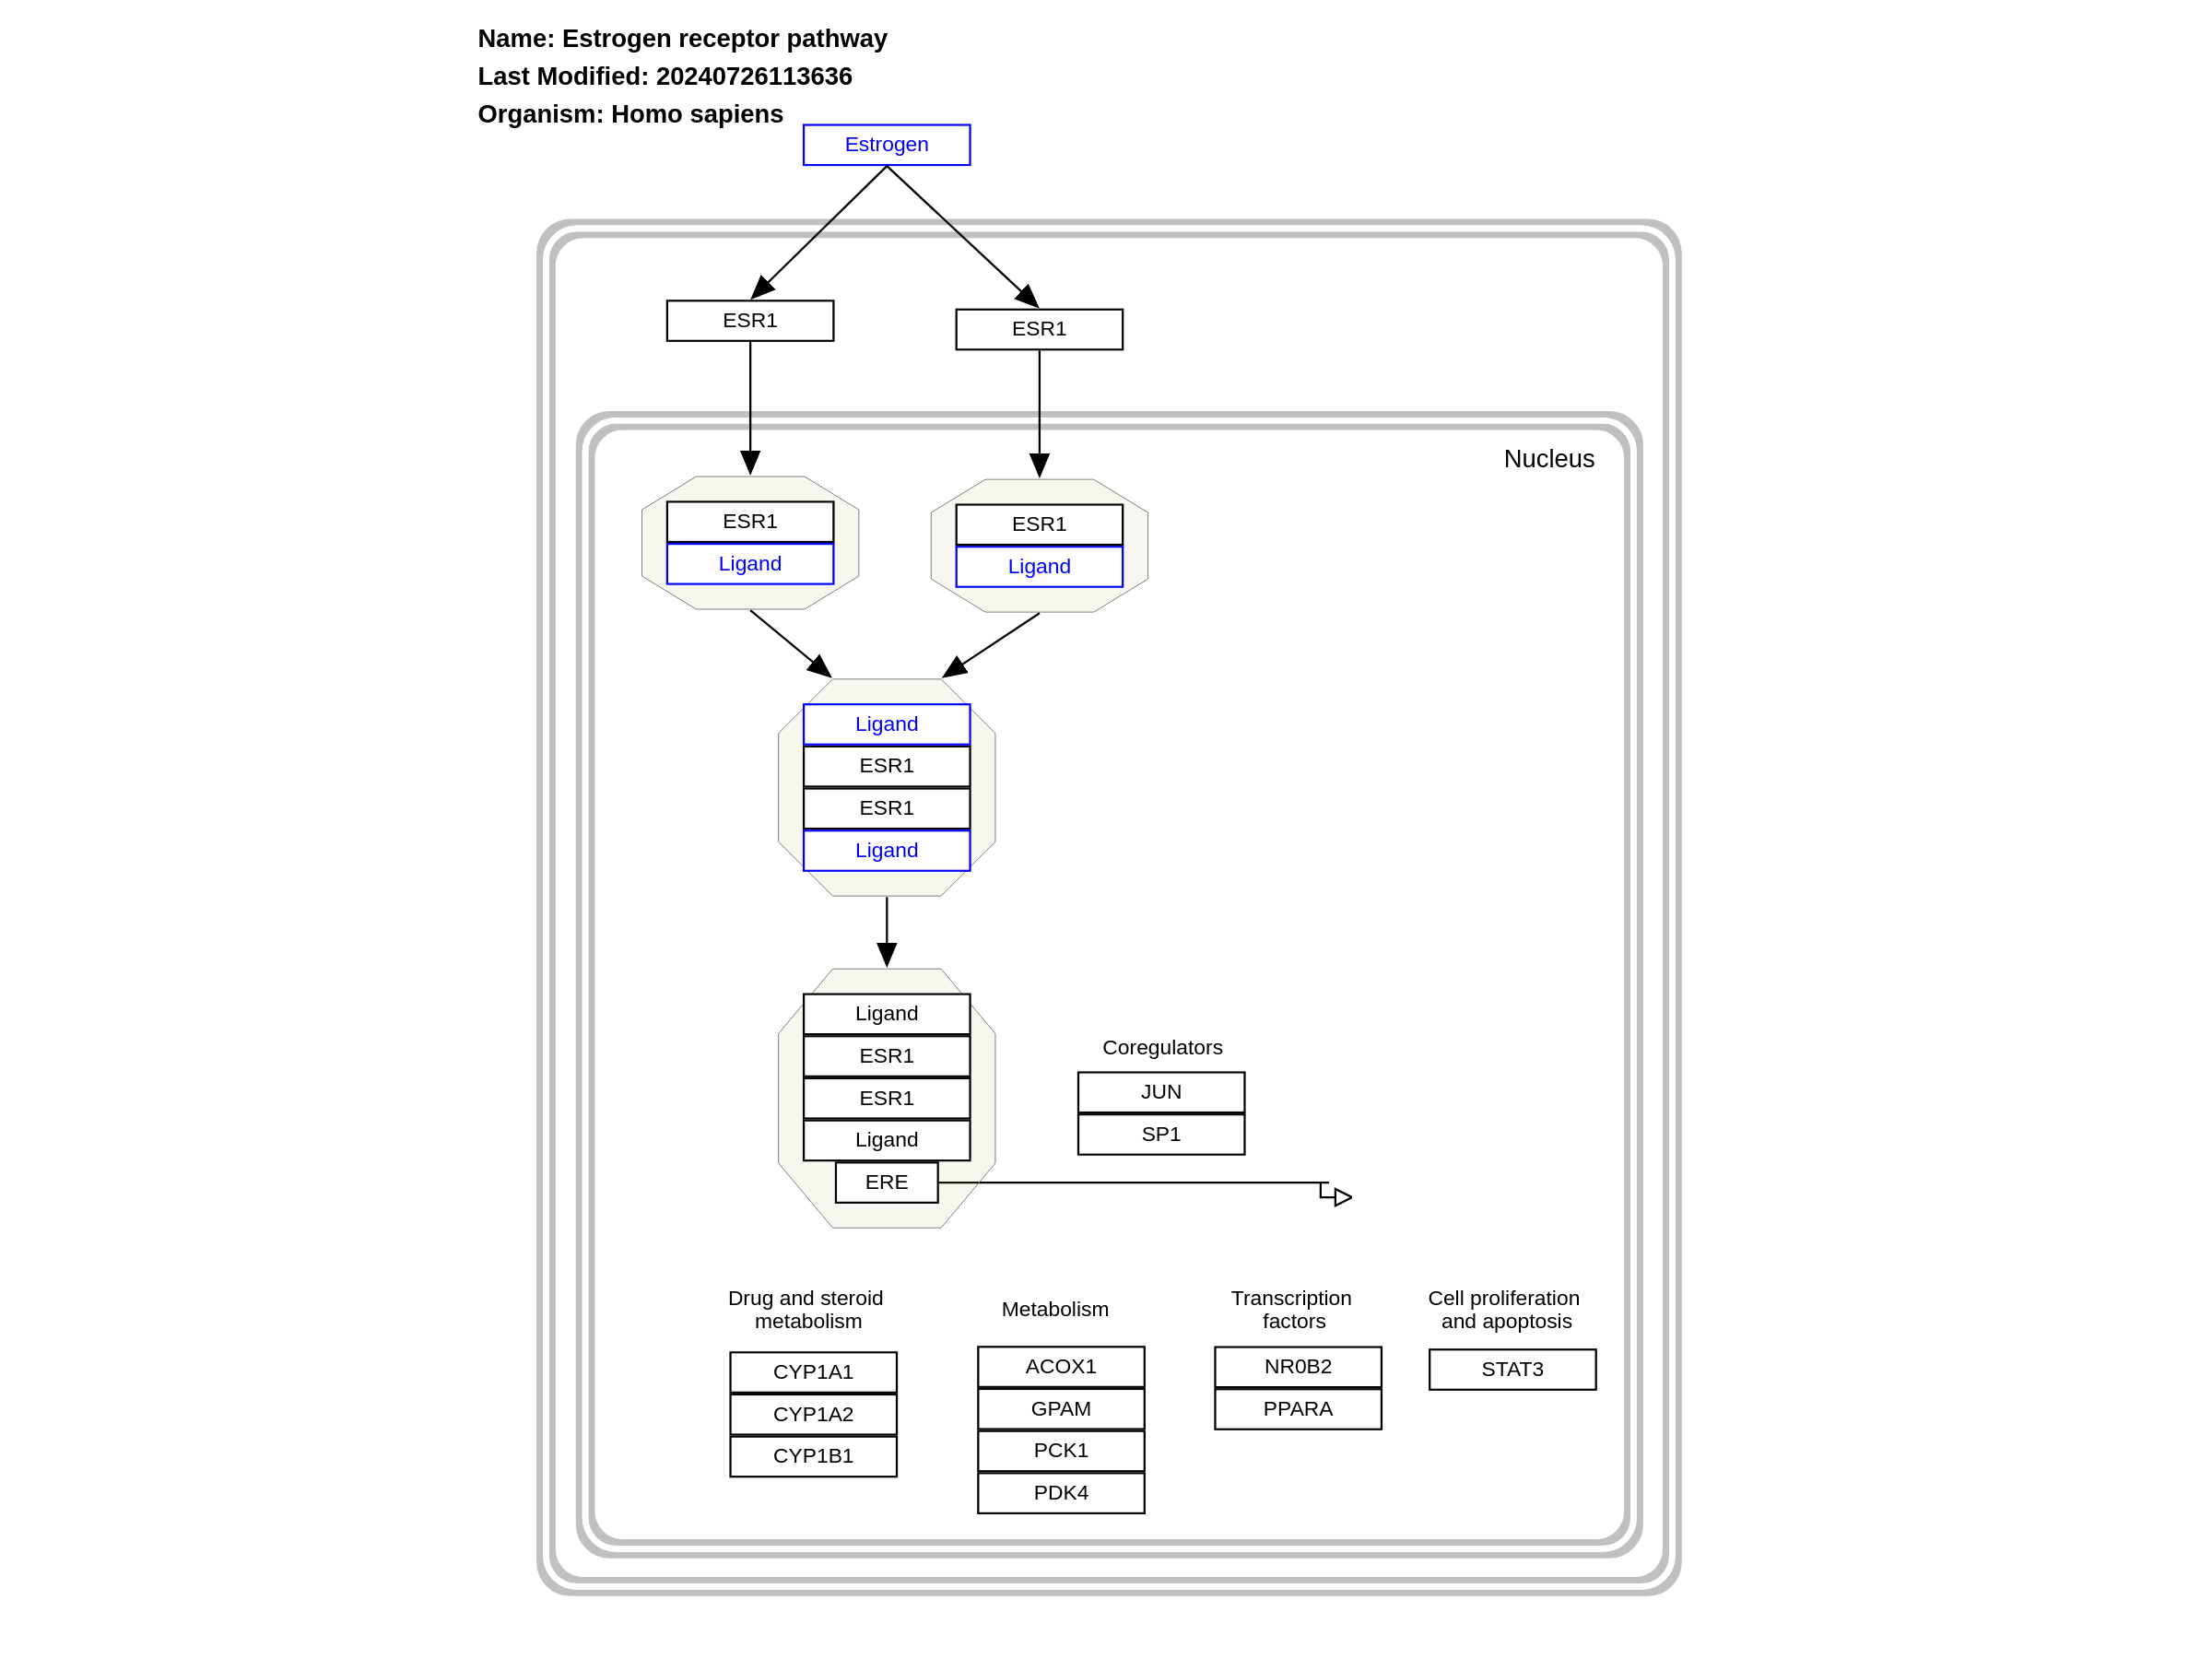 Name: Estrogen receptor pathway
Last Modified: 20240726113636
Organism: Homo sapiens
Estrogen
ESR1
ESR1
Nucleus
ESR1
Ligand
ESR1
Ligand
Ligand
ESR1
ESR1
Ligand
Ligand
ESR1
ESR1
Ligand
ERE
Coregulators
JUN
SP1
Drug and steroid
metabolism
CYP1A1
CYP1A2
CYP1B1
Metabolism
ACOX1
GPAM
PCK1
PDK4
Transcription
factors
NR0B2
PPARA
Cell proliferation
and apoptosis
STAT3